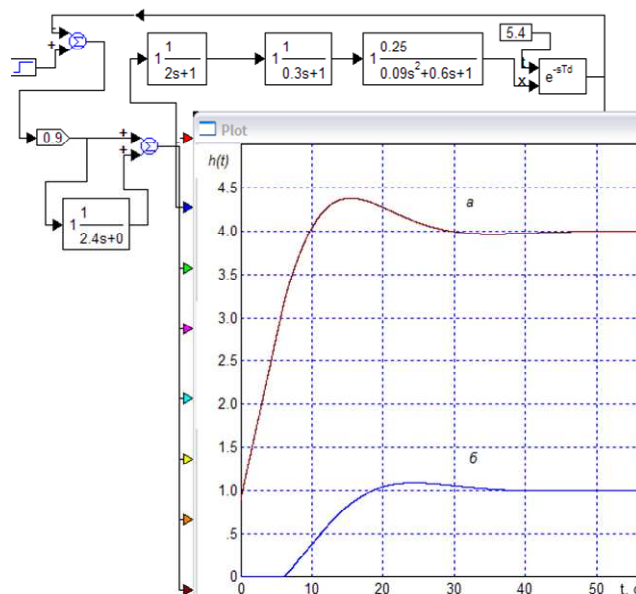 5.4
1 1
2s+1
1 1
0.3s+1
1 0.25
0.09s²+0.6s+1
t
x
e^-sTd
-
+
Σ
0.9
+
+
Σ
1 1
2.4s+0
Plot
h(t)
4.5
4.0
3.5
3.0
2.5
2.0
1.5
1.0
.5
0
а
б
0 10 20 30 40 50 t, c